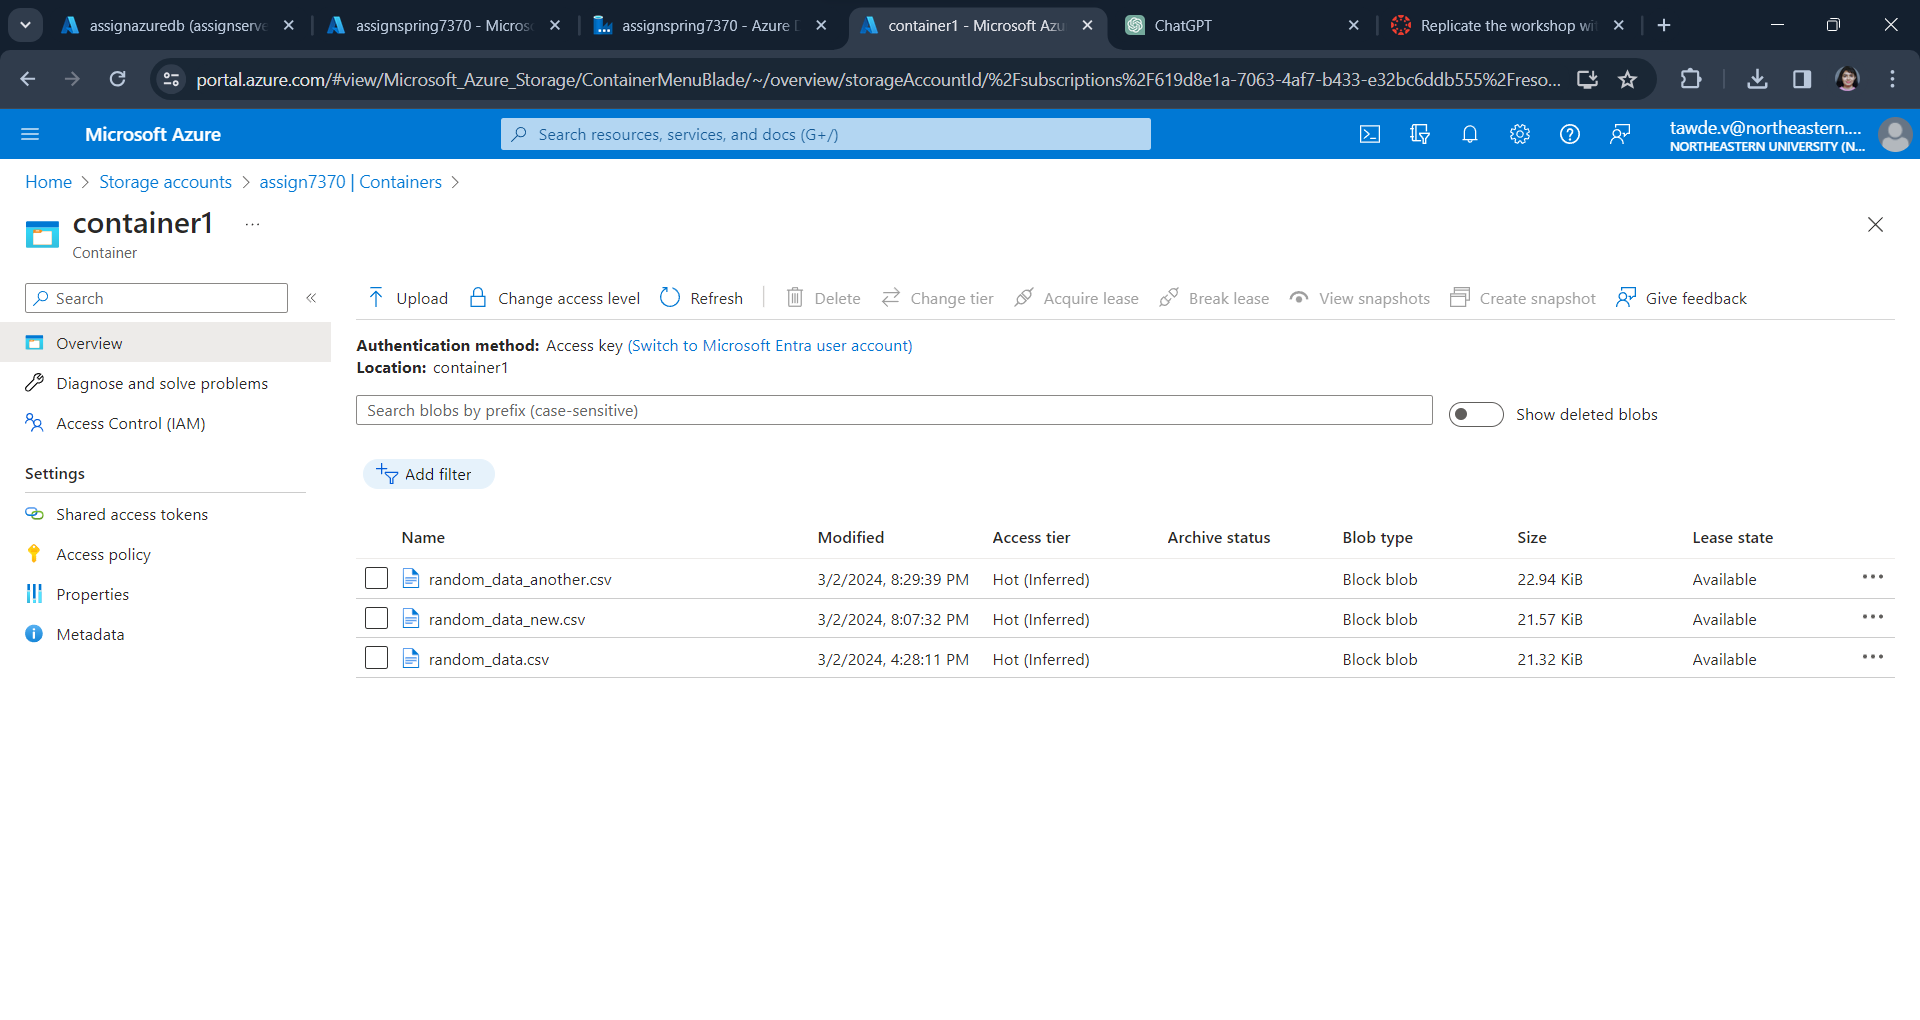 assignazuredb (assignserve
assignspring7370 - Micros
assignspring7370 - Azure D
container1 - Microsoft Azu
ChatGPT
Replicate the workshop wi
portal.azure.com/#view/Microsoft_Azure_Storage/ContainerMenuBlade/~/overview/storageAccountId/%2Fsubscriptions%2F619d8e1a-7063-4af7-b433-e32bc6ddb555%2Freso...
Microsoft Azure
Search resources, services, and docs (G+/)
tawde.v@northeastern....
NORTHEASTERN UNIVERSITY (N...
Home > Storage accounts > assign7370 | Containers >
container1 ...
Container
Search
«
Upload
Change access level
Refresh
Delete
Change tier
Acquire lease
Break lease
View snapshots
Create snapshot
Give feedback
Overview
Diagnose and solve problems
Access Control (IAM)
Settings
Shared access tokens
Access policy
Properties
Metadata
Authentication method: Access key (Switch to Microsoft Entra user account)
Location: container1
Search blobs by prefix (case-sensitive)
Show deleted blobs
Add filter
Name Modified Access tier Archive status Blob type Size Lease state
random_data_another.csv 3/2/2024, 8:29:39 PM Hot (Inferred) Block blob 22.94 KiB Available ...
random_data_new.csv 3/2/2024, 8:07:32 PM Hot (Inferred) Block blob 21.57 KiB Available ...
random_data.csv 3/2/2024, 4:28:11 PM Hot (Inferred) Block blob 21.32 KiB Available ...